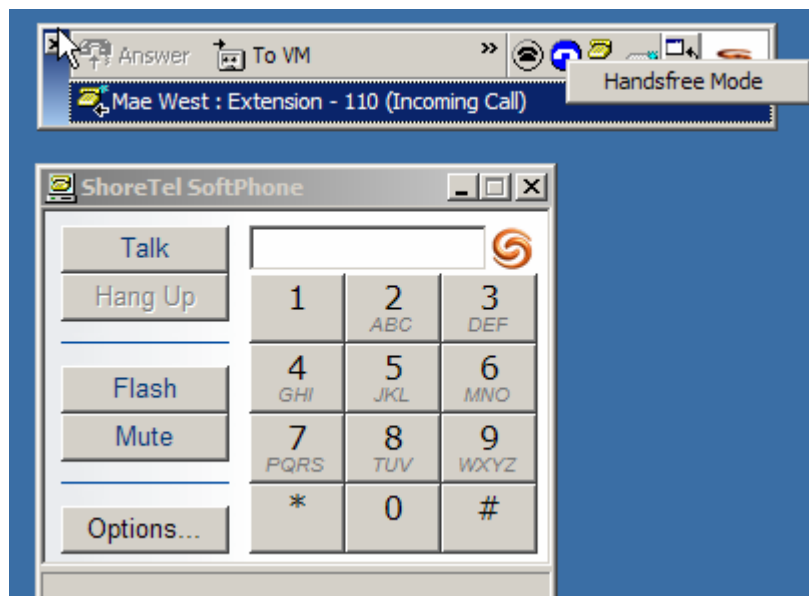 Answer To VM »
Handsfree Mode
Mae West : Extension - 110 (Incoming Call)
ShoreTel SoftPhone
Talk
Hang Up
1 2 3
ABC DEF
Flash
4 5 6
GHI JKL MNO
Mute
7 8 9
PQRS TUV WXYZ
Options...
* 0 #